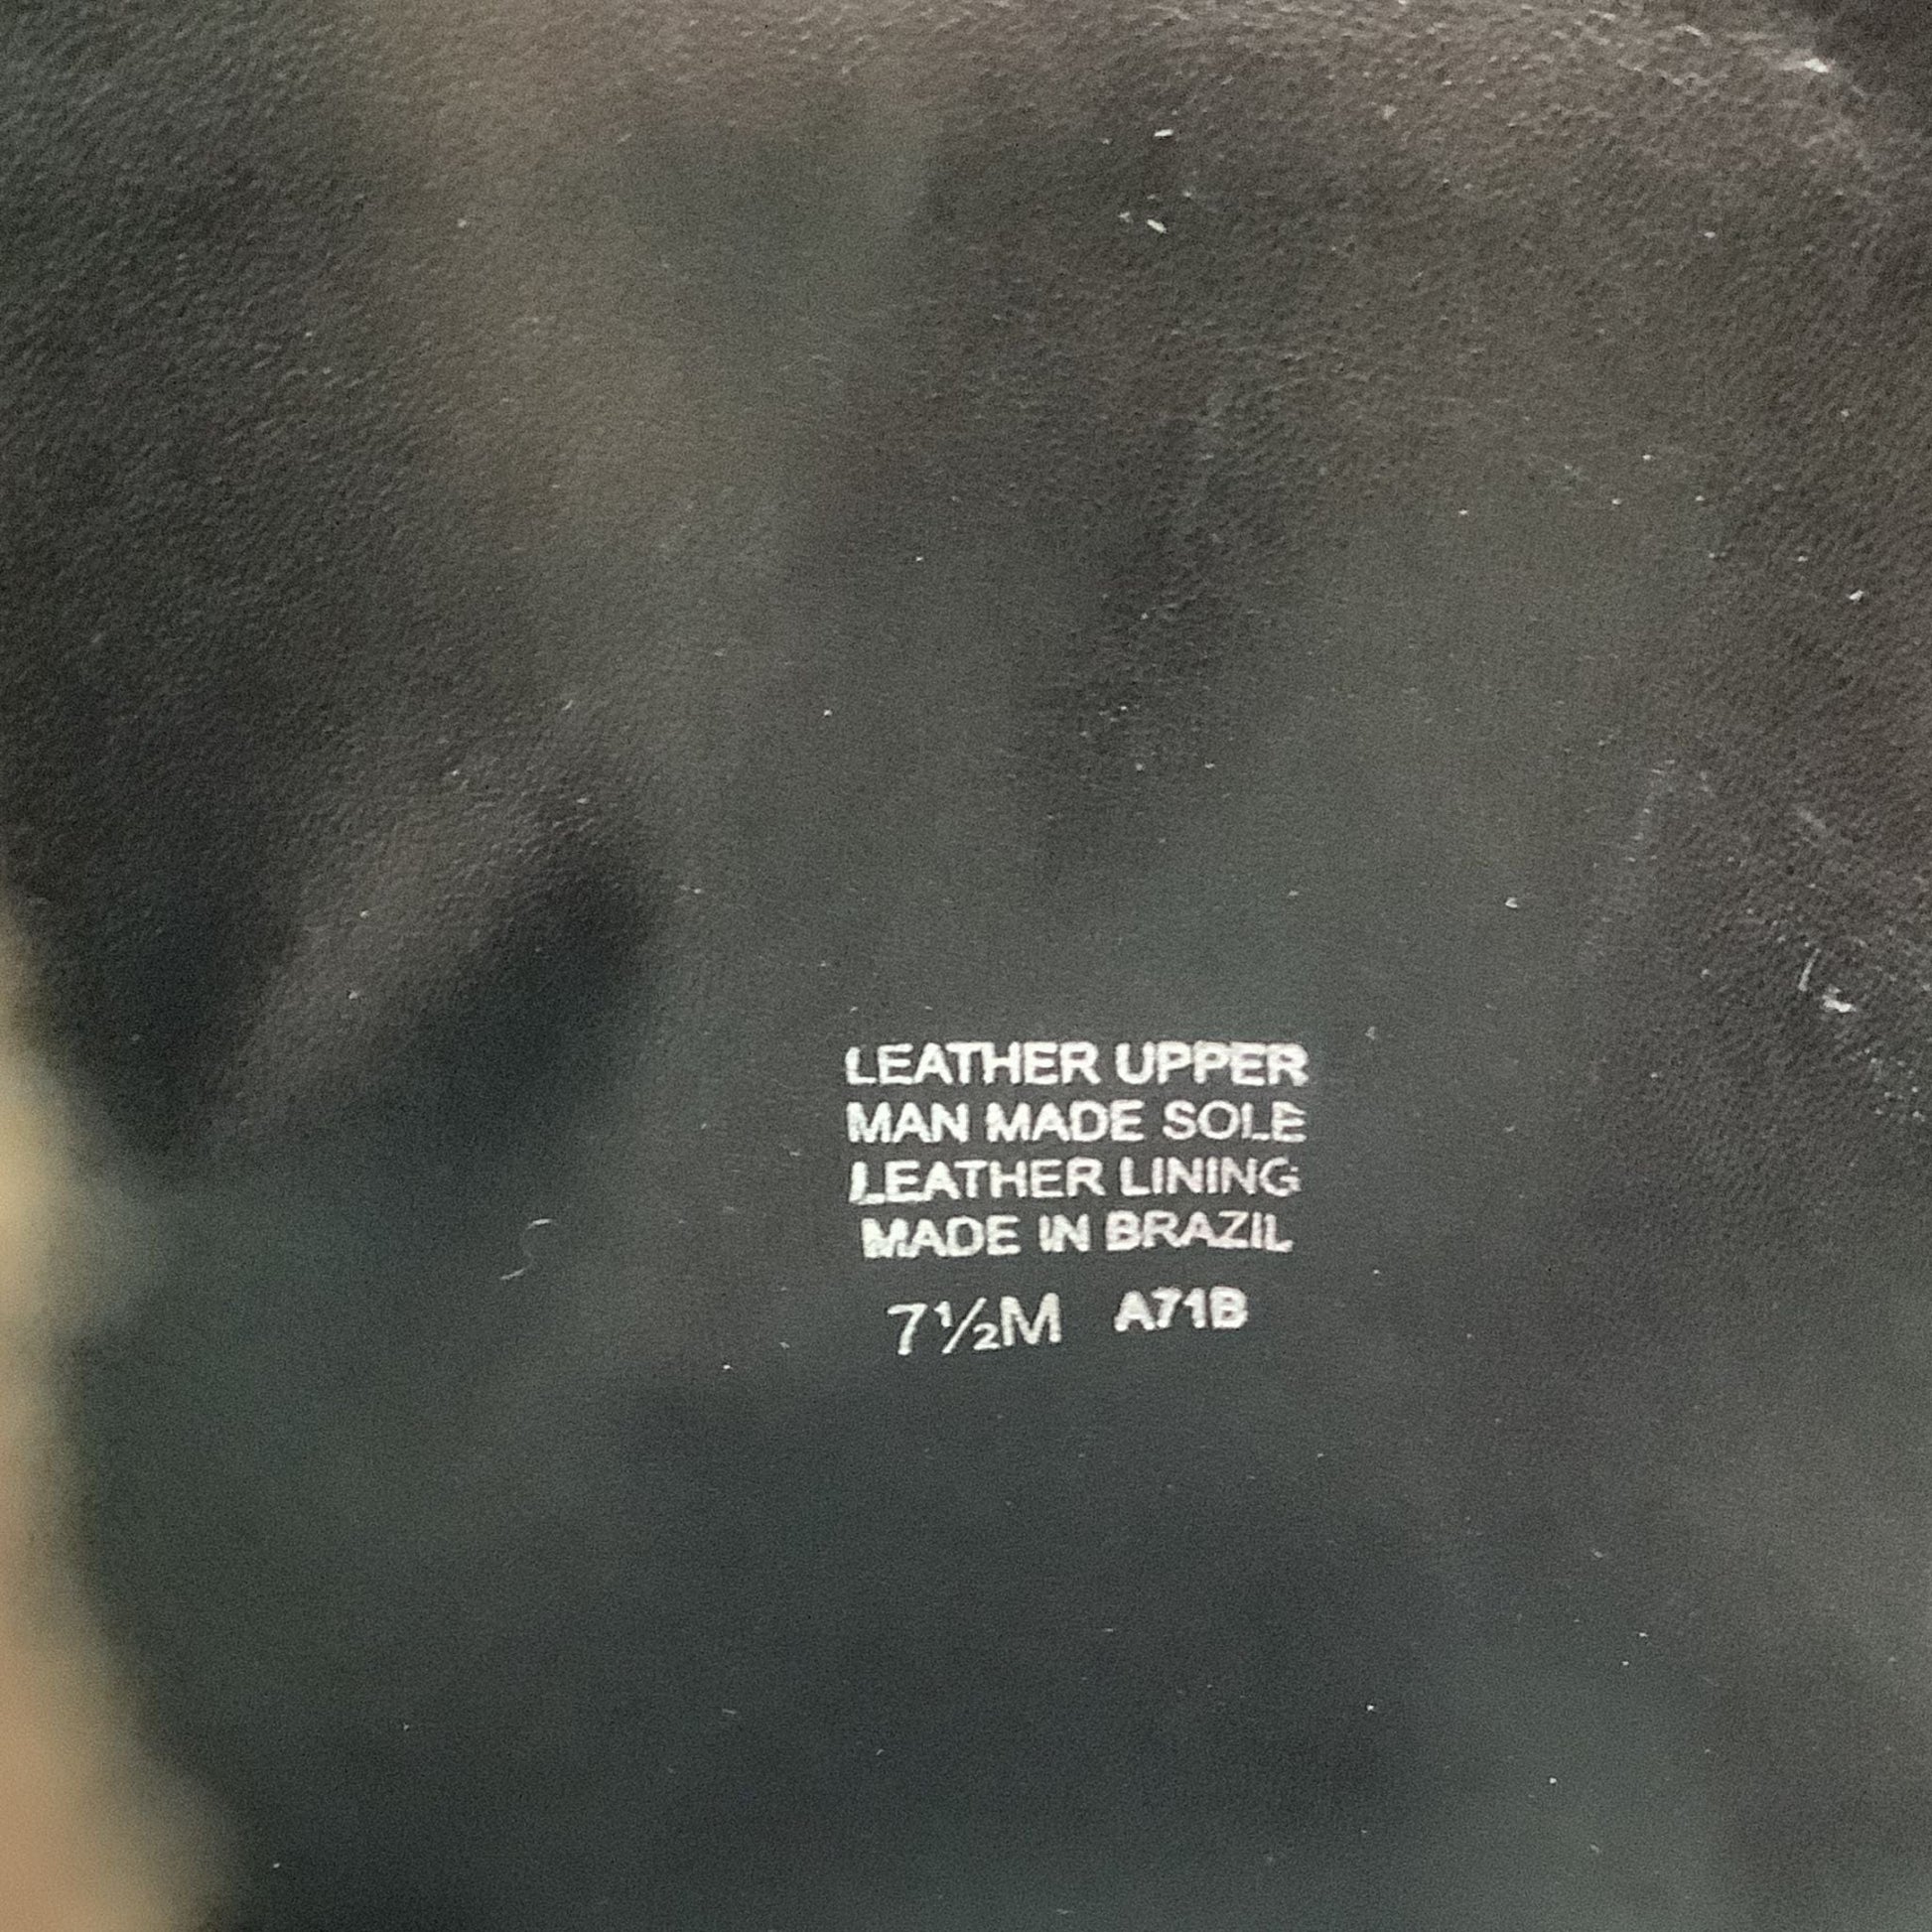 LEATHER UPPER
MAN MADE SOLE
LEATHER LINING
MADE IN BRAZIL
7½M A71B